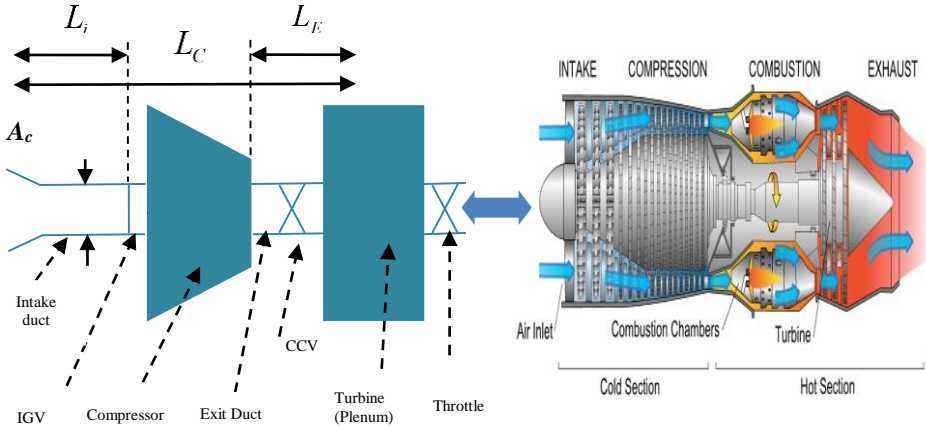 L_i
L_C
L_E
A_c
Intake
duct
IGV
Compressor
Exit Duct
CCV
Turbine
(Plenum)
Throttle
INTAKE COMPRESSION COMBUSTION EXHAUST
Air Inlet
Combustion Chambers
Turbine
Cold Section
Hot Section